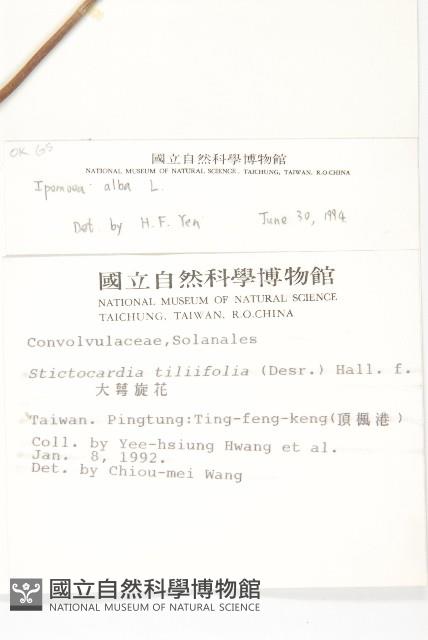 OK GS
國立自然科學博物館
NATIONAL MUSEUM OF NATURAL SCIENCE, TAICHUNG, TAIWAN, R.O.CHINA
Ipomoea alba L.
Det. by H. F. Yen June 30, 1994
國立自然科學博物館
NATIONAL MUSEUM OF NATURAL SCIENCE
TAICHUNG, TAIWAN, R.O.CHINA
Convolvulaceae,Solanales
Stictocardia tiliifolia (Desr.) Hall. f.
大萼旋花
Taiwan. Pingtung:Ting-feng-keng(頂楓港)
Coll. by Yee-hsiung Hwang et al.
Jan. 8, 1992.
Det. by Chiou-mei Wang
國立自然科學博物館
NATIONAL MUSEUM OF NATURAL SCIENCE